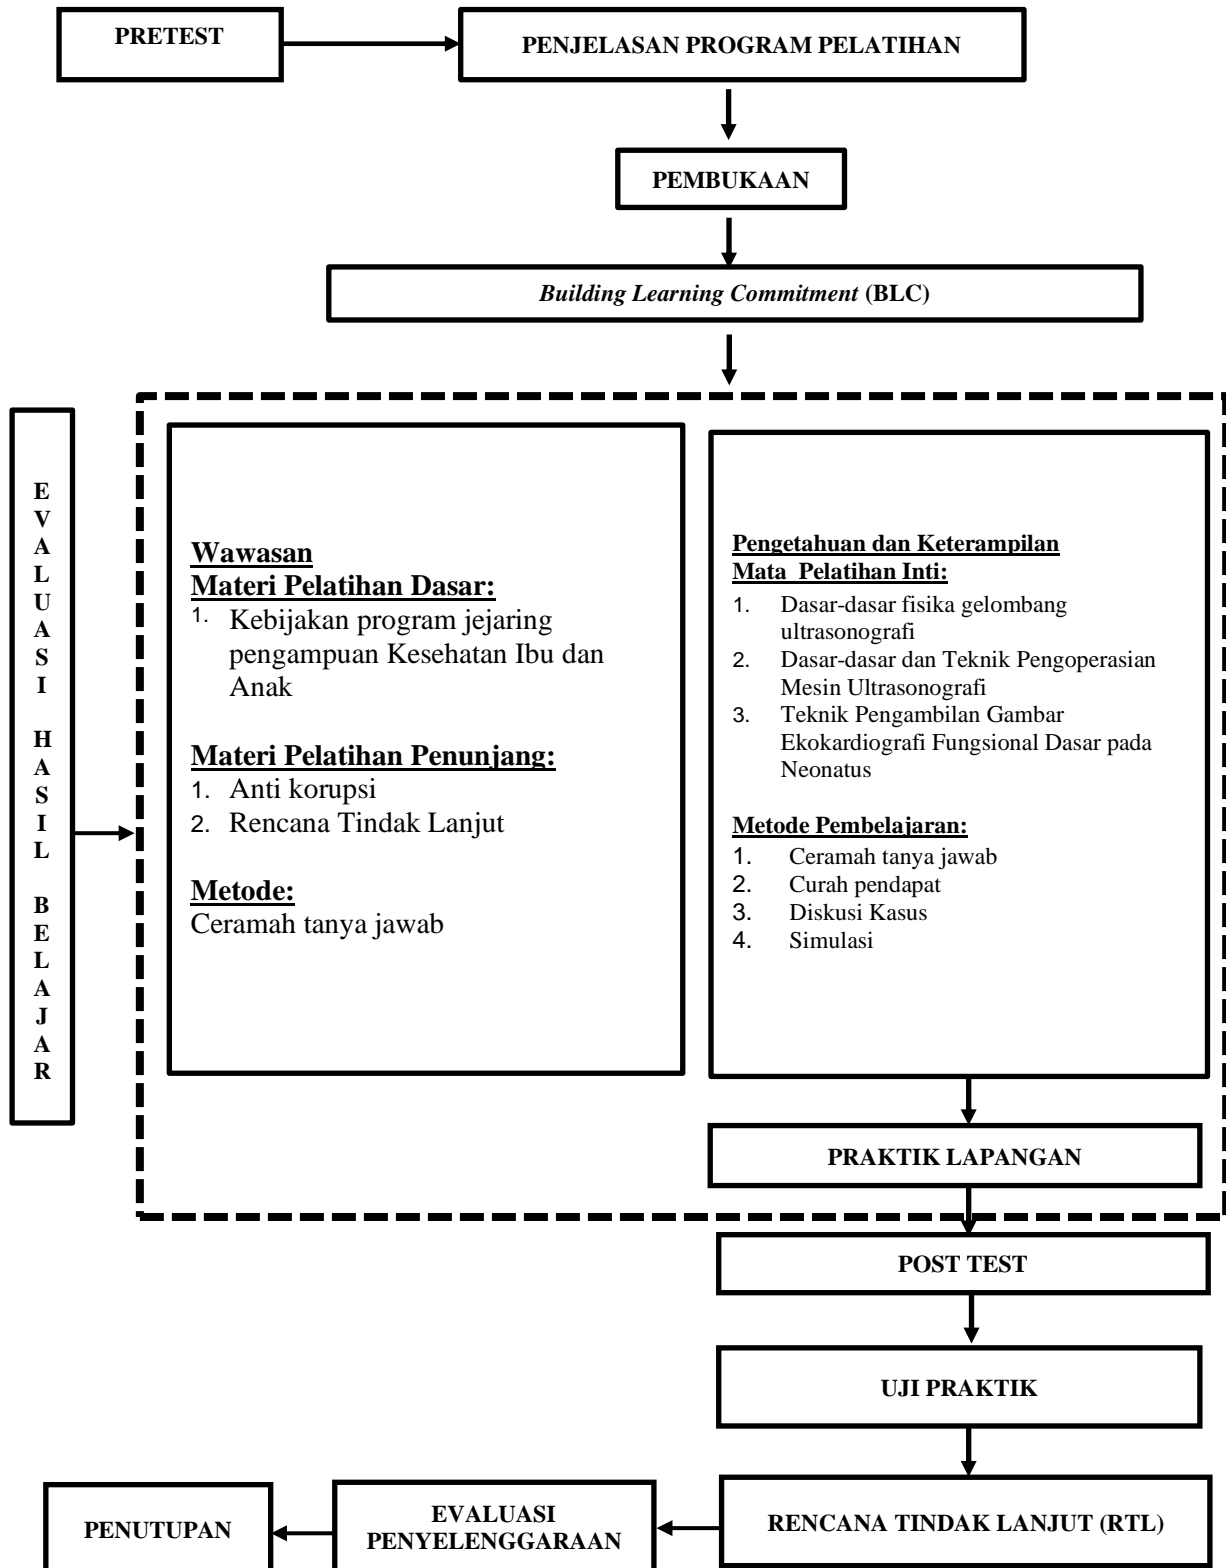 PRETEST
PENJELASAN PROGRAM PELATIHAN
PEMBUKAAN
Building Learning Commitment (BLC)
E
V
A
L
U
A
S
I
H
A
S
I
L
B
E
L
A
J
A
R
Wawasan
Materi Pelatihan Dasar:
1. Kebijakan program jejaring
pengampuan Kesehatan Ibu dan
Anak
Materi Pelatihan Penunjang:
1. Anti korupsi
2. Rencana Tindak Lanjut
Metode:
Ceramah tanya jawab
Pengetahuan dan Keterampilan
Mata Pelatihan Inti:
1. Dasar-dasar fisika gelombang
ultrasonografi
2. Dasar-dasar dan Teknik Pengoperasian
Mesin Ultrasonografi
3. Teknik Pengambilan Gambar
Ekokardiografi Fungsional Dasar pada
Neonatus
Metode Pembelajaran:
1. Ceramah tanya jawab
2. Curah pendapat
3. Diskusi Kasus
4. Simulasi
PRAKTIK LAPANGAN
POST TEST
UJI PRAKTIK
RENCANA TINDAK LANJUT (RTL)
EVALUASI
PENYELENGGARAAN
PENUTUPAN